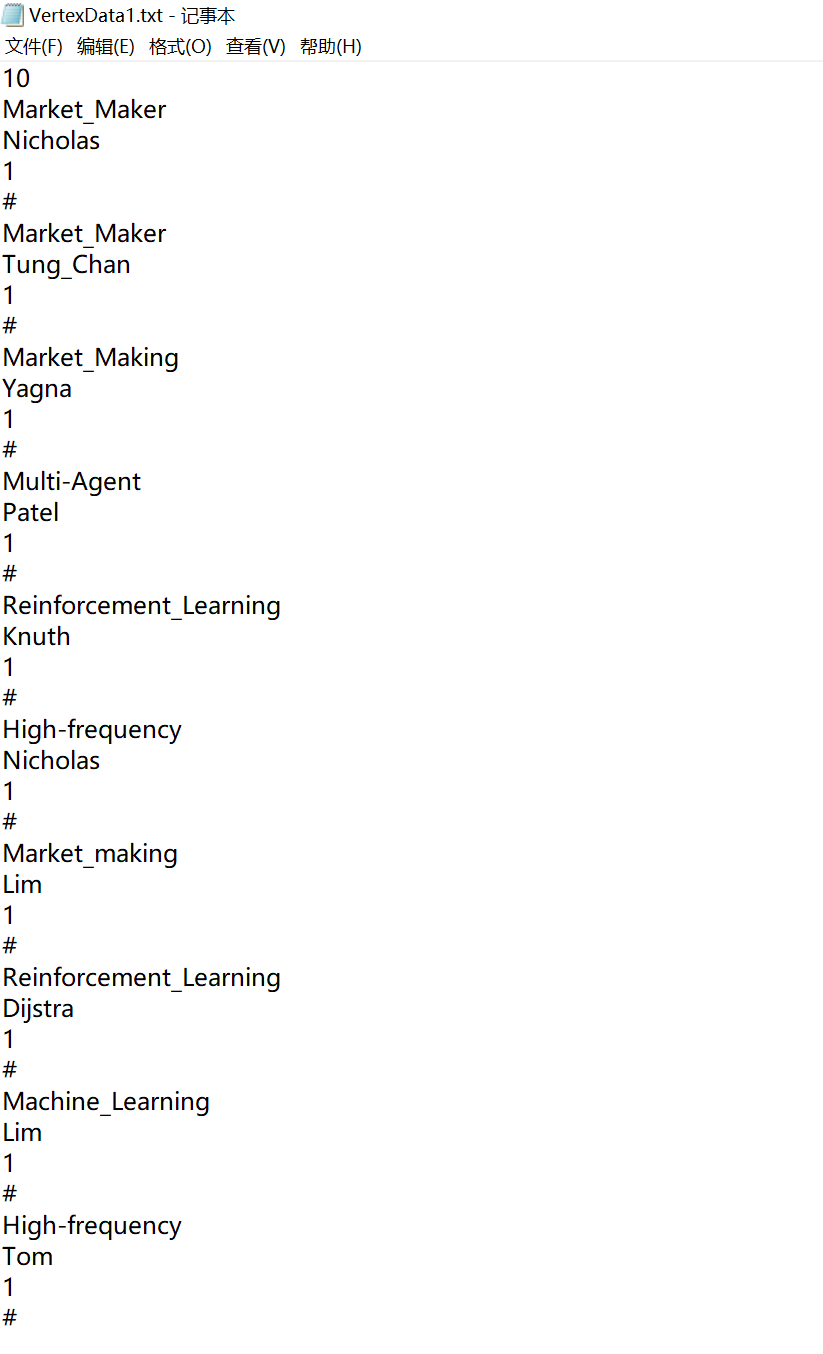 VertexData1.txt - 记事本
文件(F) 编辑(E) 格式(O) 查看(V) 帮助(H)
10
Market_Maker
Nicholas
1
#
Market_Maker
Tung_Chan
1
#
Market_Making
Yagna
1
#
Multi-Agent
Patel
1
#
Reinforcement_Learning
Knuth
1
#
High-frequency
Nicholas
1
#
Market_making
Lim
1
#
Reinforcement_Learning
Dijstra
1
#
Machine_Learning
Lim
1
#
High-frequency
Tom
1
#